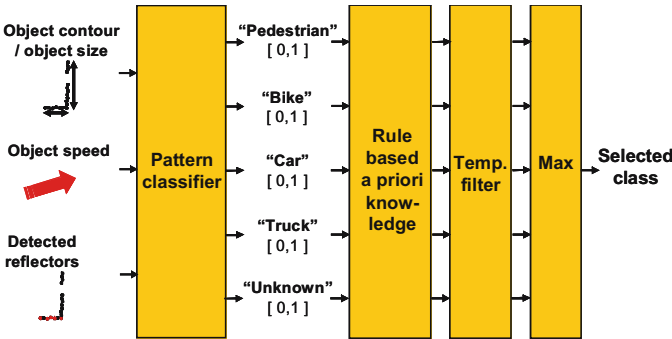 Object contour
/ object size
Object speed
Detected
reflectors
Pattern
classifier
“Pedestrian”
[ 0,1 ]
“Bike”
[ 0,1 ]
“Car”
[ 0,1 ]
“Truck”
[ 0,1 ]
“Unknown”
[ 0,1 ]
Rule
based
a priori
know-
ledge
Temp.
filter
Max
Selected
class